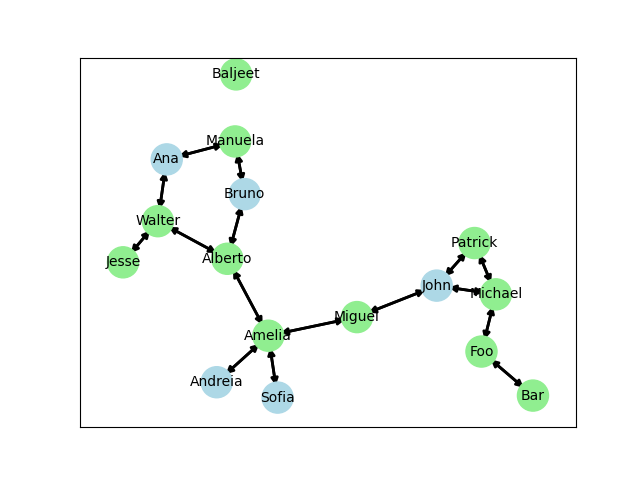 Baljeet
Manuela
Ana
Bruno
Walter
Alberto
Jesse
Patrick
John
Michael
Miguel
Amelia
Foo
Andreia
Sofia
Bar